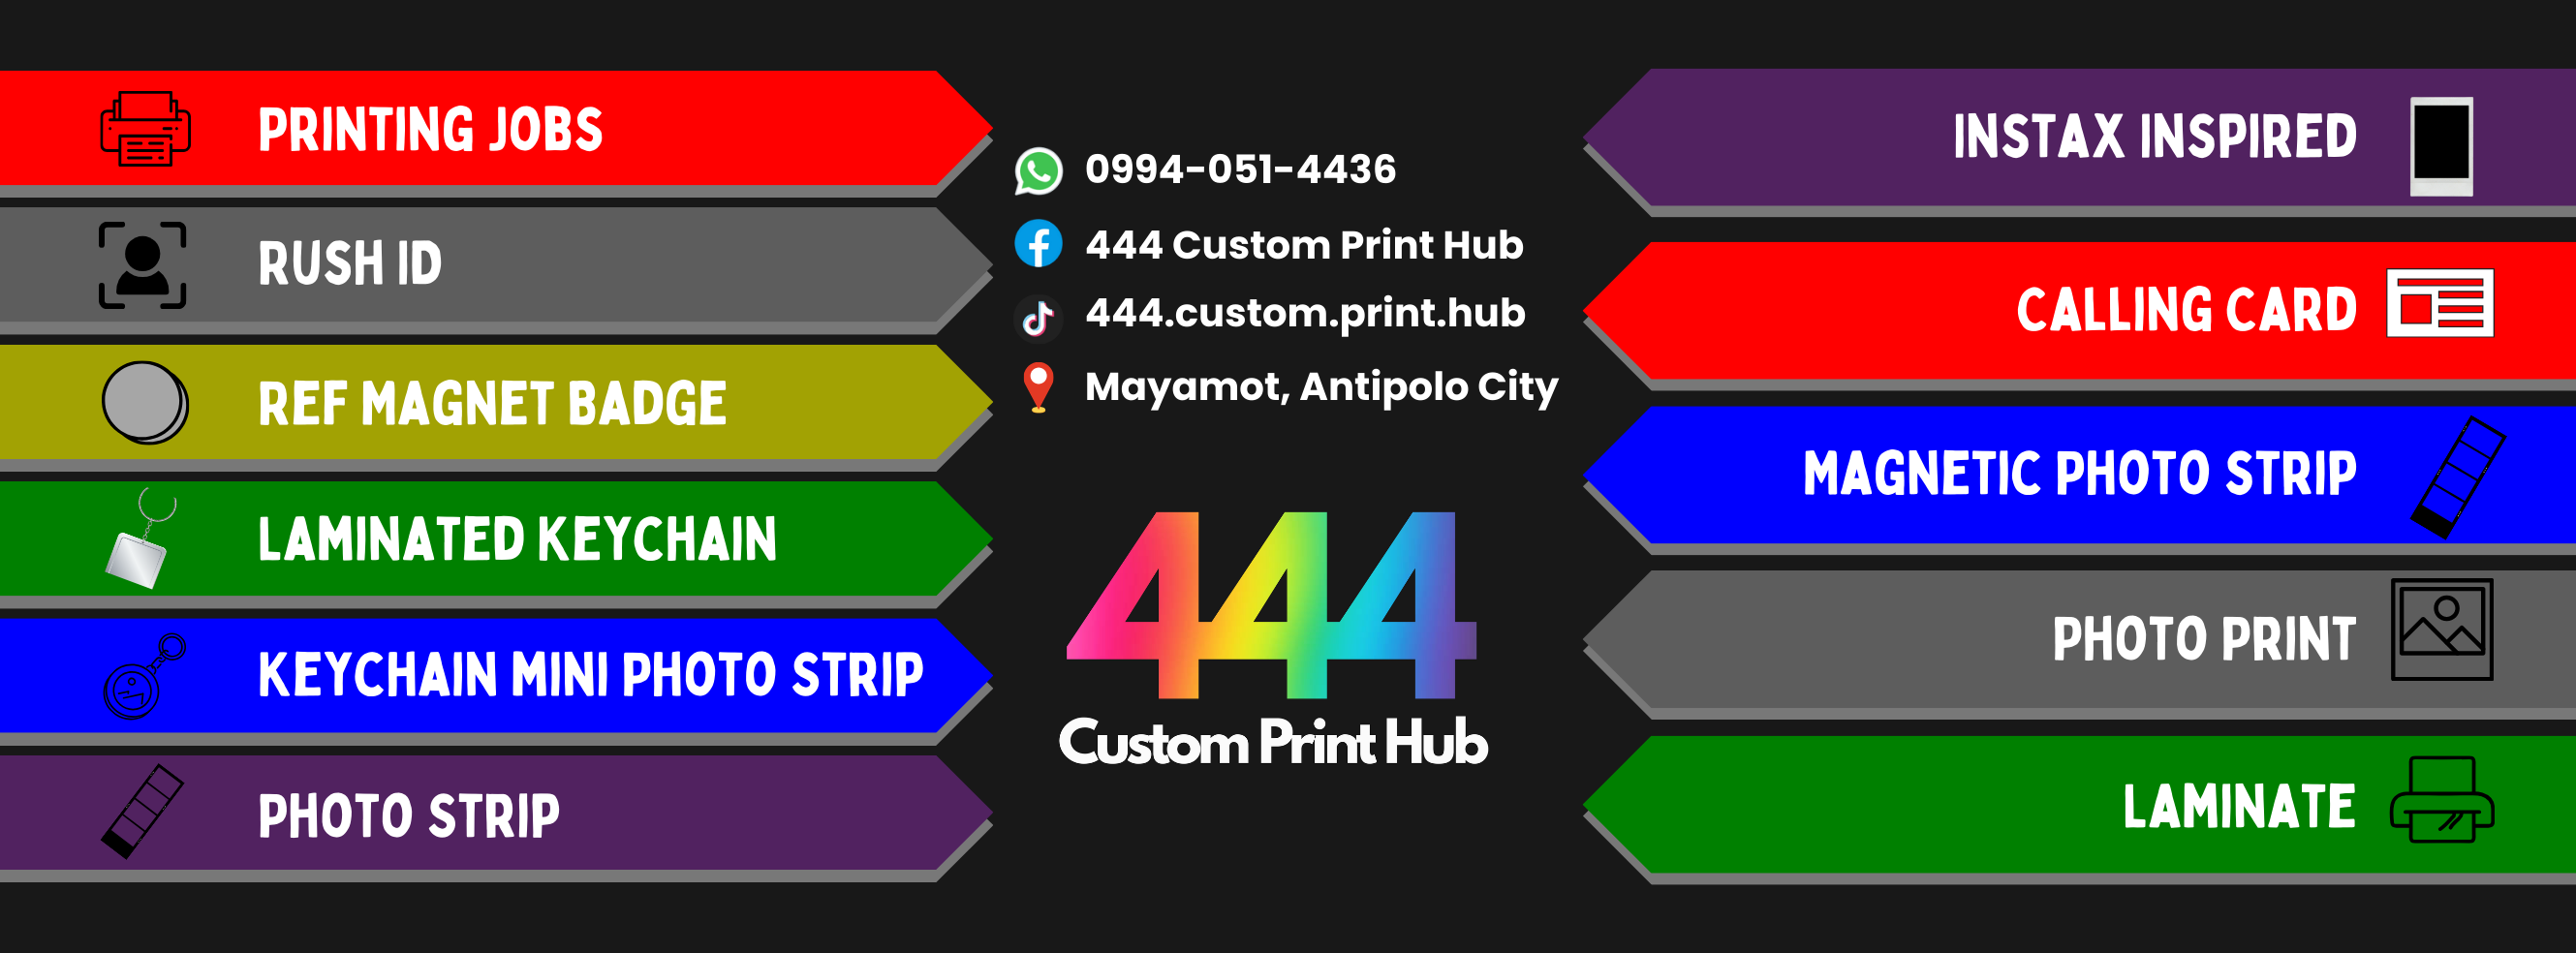 PRINTING JOBS
RUSH ID
REF MAGNET BADGE
LAMINATED KEYCHAIN
KEYCHAIN MINI PHOTO STRIP
PHOTO STRIP
0994-051-4436
444 Custom Print Hub
444.custom.print.hub
Mayamot, Antipolo City
444
Custom Print Hub
INSTAX INSPIRED
CALLING CARD
MAGNETIC PHOTO STRIP
PHOTO PRINT
LAMINATE